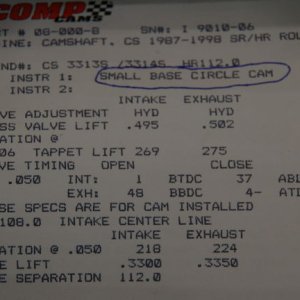 COMP
CAMS
T # 08-000-8 SN#: I 9010-06
INE: CAMSHAFT, CS 1987-1998 SR/HR ROL
ND#: CS 3313S /3314S HR112.0
INSTR 1: SMALL BASE CIRCLE CAM
INSTR 2:
INTAKE EXHAUST
VE ADJUSTMENT HYD HYD
SS VALVE LIFT .495 .502
ATION @
06 TAPPET LIFT 269 275
VE TIMING OPEN CLOSE
.050 INT: 1 BTDC 37 AB
EXH: 48 BBDC 4- AT
SE SPECS ARE FOR CAM INSTALLED
108.0 INTAKE CENTER LINE
INTAKE EXHAUST
ATION @ .050 218 224
E LIFT .3300 .3350
E SEPARATION 112.0